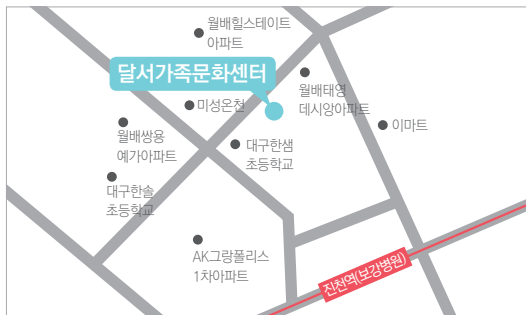 월배힐스테이트
아파트
달서가족문화센터
월배태영
데시앙아파트
미성온천
이마트
월배쌍용
예가아파트
대구한샘
초등학교
대구한솔
초등학교
AK그랑폴리스
1차아파트
진천역(보강병원)